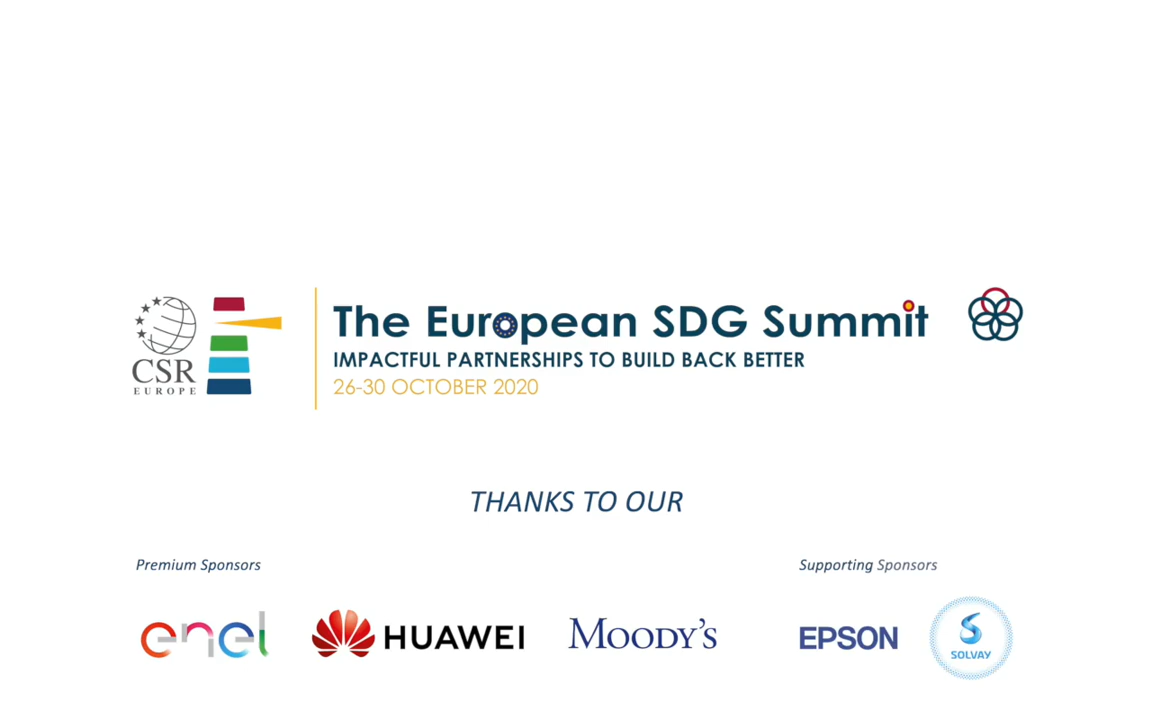 CSR
EUROPE
The European SDG Summit
IMPACTFUL PARTNERSHIPS TO BUILD BACK BETTER
26-30 OCTOBER 2020
THANKS TO OUR
Premium Sponsors
Supporting Sponsors
enel
HUAWEI
MOODY'S
EPSON
SOLVAY